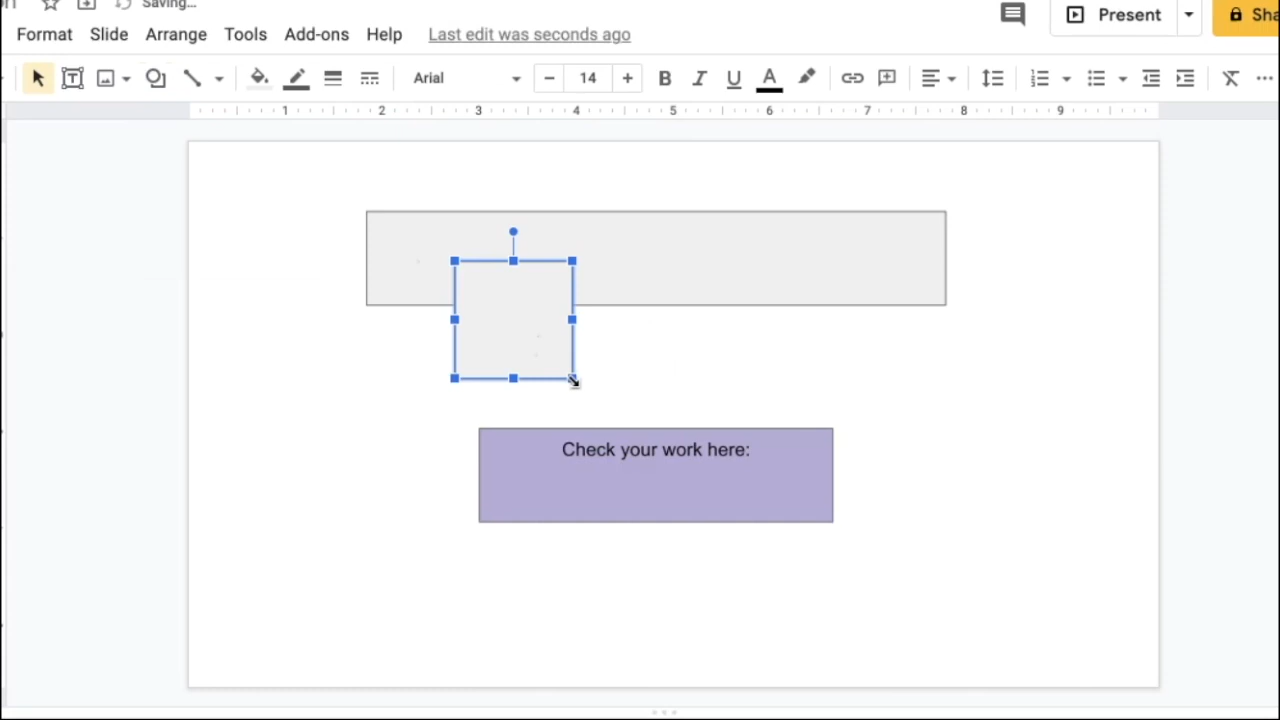 Saving...
Format Slide Arrange Tools Add-ons Help Last edit was seconds ago
Present
Arial 14 B I U A
1 2 3 4 5 6 7 8 9
Check your work here: